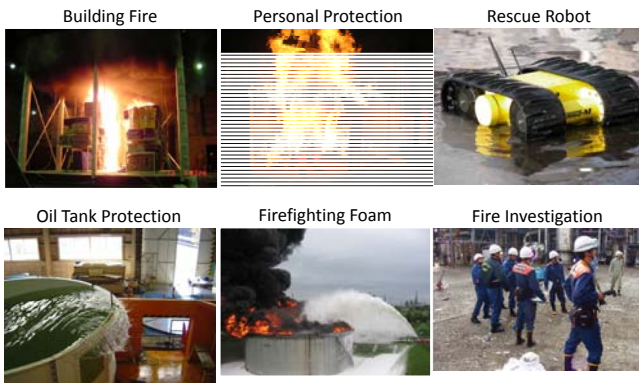 Building Fire
Personal Protection
Rescue Robot
Oil Tank Protection
Firefighting Foam
Fire Investigation